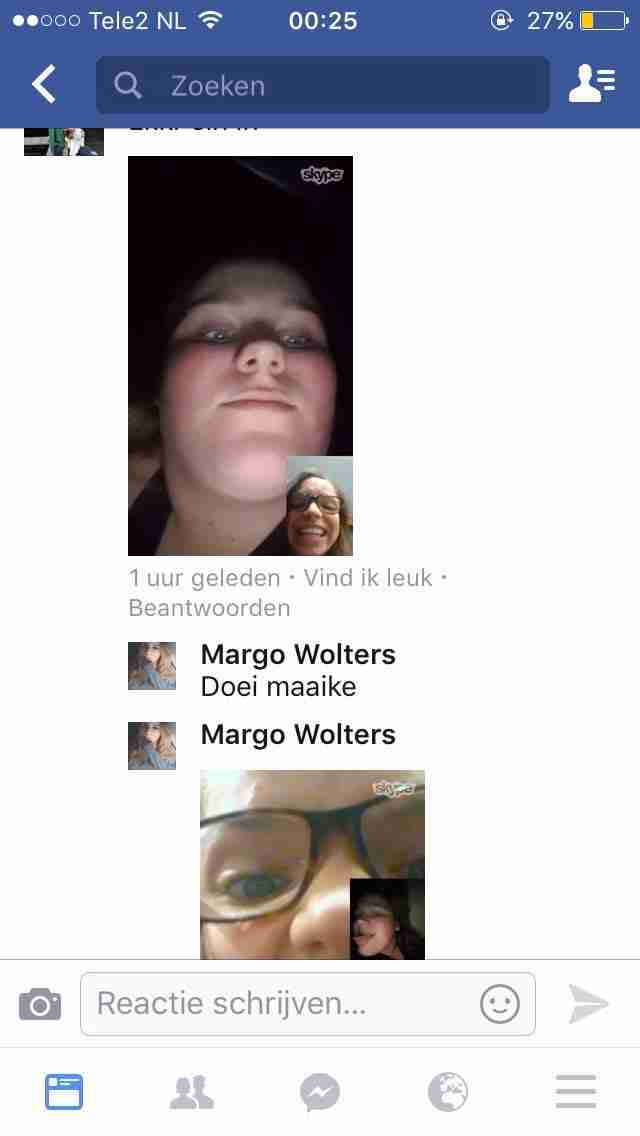 Tele2 NL 00:25 27%
Zoeken
skype
1 uur geleden · Vind ik leuk ·
Beantwoorden
Margo Wolters
Doei maaike
Margo Wolters
skype
Reactie schrijven...